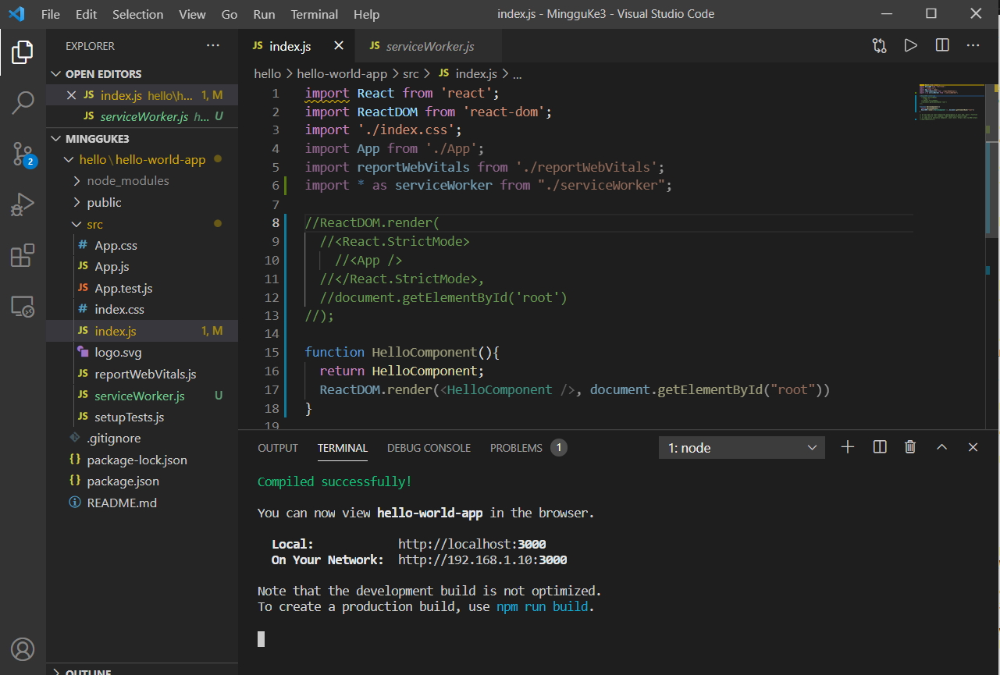 File Edit Selection View Go Run Terminal Help index.js - MingguKe3 - Visual Studio Code
EXPLORER ...
OPEN EDITORS
JS index.js hello\h... 1, M
JS serviceWorker.js h... U
MINGGUKE3
hello\hello-world-app
node_modules
public
src
# App.css
JS App.js
JS App.test.js
# index.css
JS index.js 1, M
logo.svg
JS reportWebVitals.js
JS serviceWorker.js U
JS setupTests.js
.gitignore
{} package-lock.json
{} package.json
README.md
OUTLINE
2
JS index.js JS serviceWorker.js
hello > hello-world-app > src > JS index.js > ...
1 import React from 'react';
2 import ReactDOM from 'react-dom';
3 import './index.css';
4 import App from './App';
5 import reportWebVitals from './reportWebVitals';
6 import * as serviceWorker from "./serviceWorker";
7
8 //ReactDOM.render(
9 //<React.StrictMode>
10 //<App />
11 //</React.StrictMode>,
12 //document.getElementById('root')
13 //);
14
15 function HelloComponent(){
16 return HelloComponent;
17 ReactDOM.render(<HelloComponent />, document.getElementById("root"))
18 }
19
OUTPUT TERMINAL DEBUG CONSOLE PROBLEMS 1 1: node
Compiled successfully!
You can now view hello-world-app in the browser.
Local: http://localhost:3000
On Your Network: http://192.168.1.10:3000
Note that the development build is not optimized.
To create a production build, use npm run build.